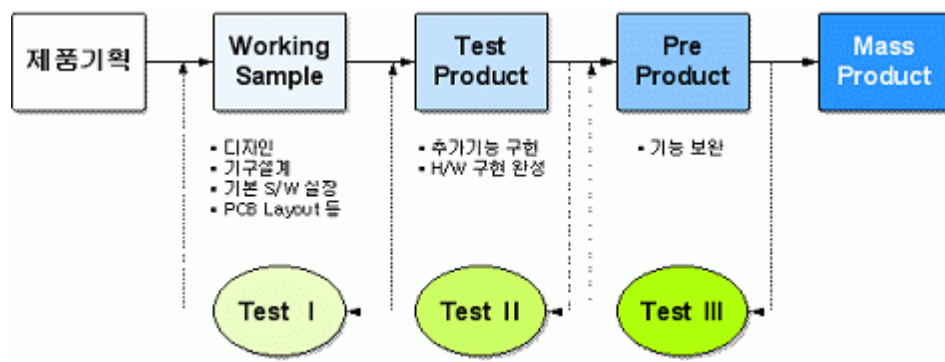 제품기획
Working
Sample
Test
Product
Pre
Product
Mass
Product
▪ 디자인
▪ 기구설계
▪ 기본 S/W 실장
▪ PCB Layout 등
▪ 추가기능 구현
▪ H/W 구현 완성
▪ 기능 보완
Test I
Test II
Test III